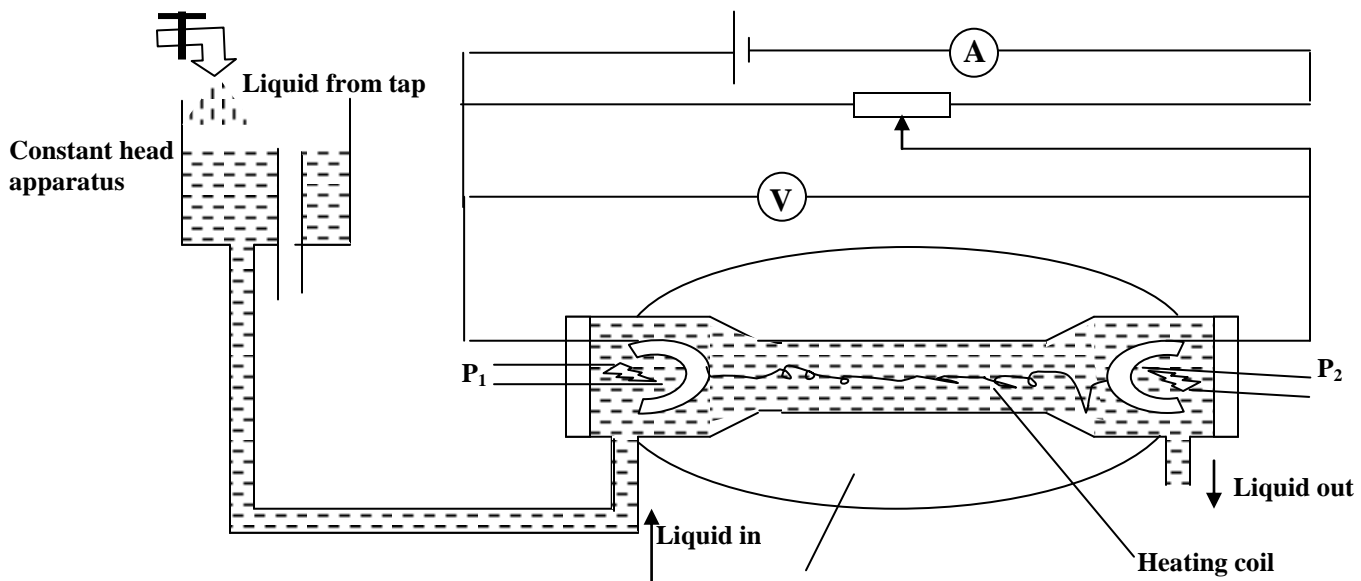 A
Liquid from tap
Constant head
apparatus
V
P₁
P₂
Liquid out
Liquid in
Heating coil